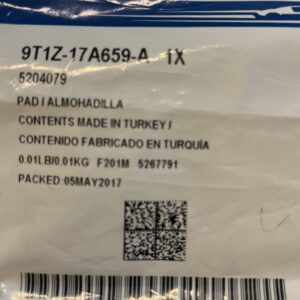 9T1Z-17A659-A 1X
5204079
PAD / ALMOHADILLA
CONTENTS MADE IN TURKEY /
CONTENIDO FABRICADO EN TURQUÍA
0.01LB/0.01KG F201M 5267791
PACKED:05MAY2017